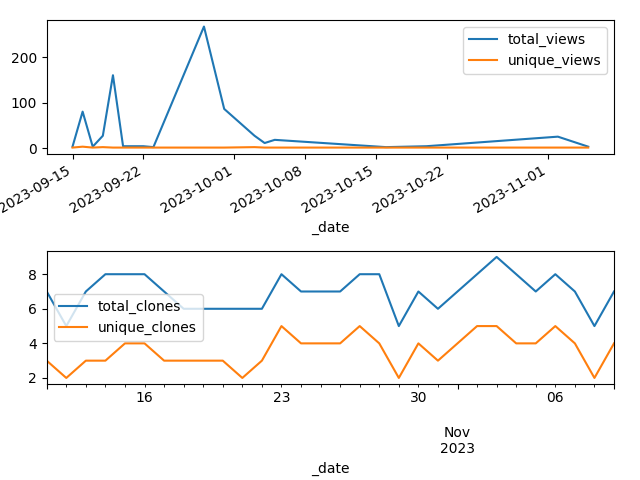 200
100
0
total_views
unique_views
2023-09-15
2023-09-22
2023-10-01
2023-10-08
2023-10-15
2023-10-22
2023-11-01
_date
8
6
4
2
total_clones
unique_clones
16
23
30
06
Nov
2023
_date